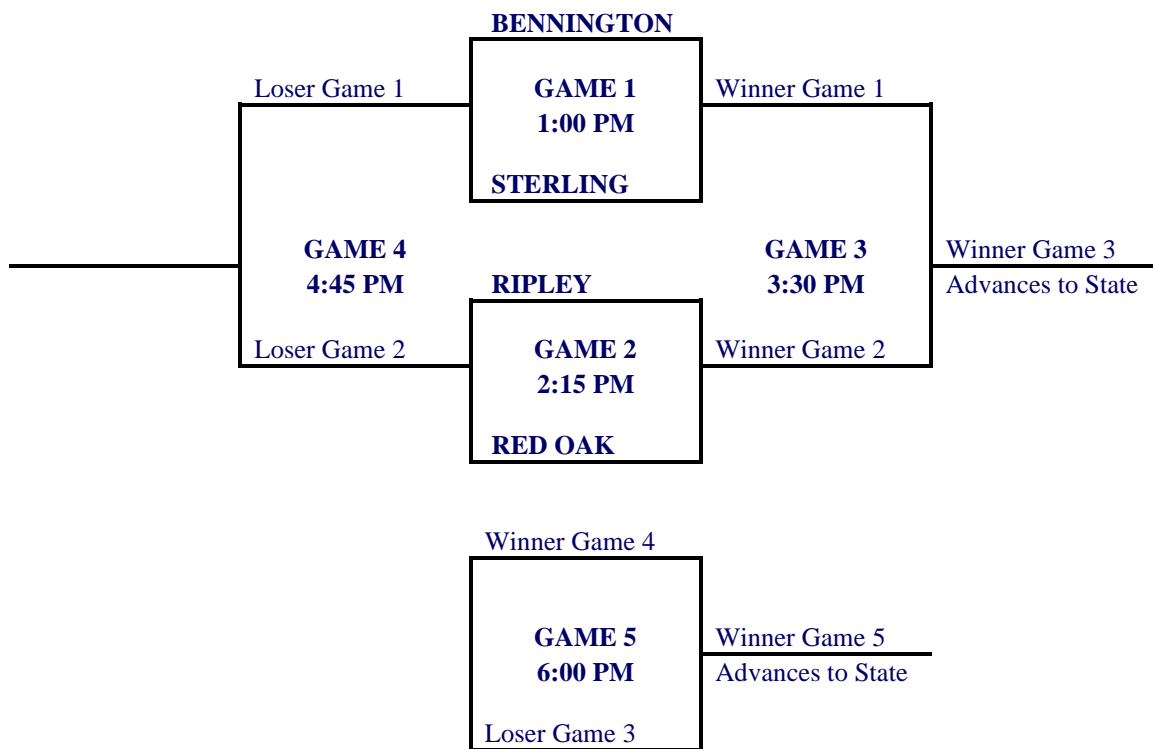 BENNINGTON
Loser Game 1
GAME 1
Winner Game 1
1:00 PM
STERLING
GAME 4
GAME 3
Winner Game 3
4:45 PM
RIPLEY
3:30 PM
Advances to State
Loser Game 2
GAME 2
Winner Game 2
2:15 PM
RED OAK
Winner Game 4
GAME 5
Winner Game 5
6:00 PM
Advances to State
Loser Game 3